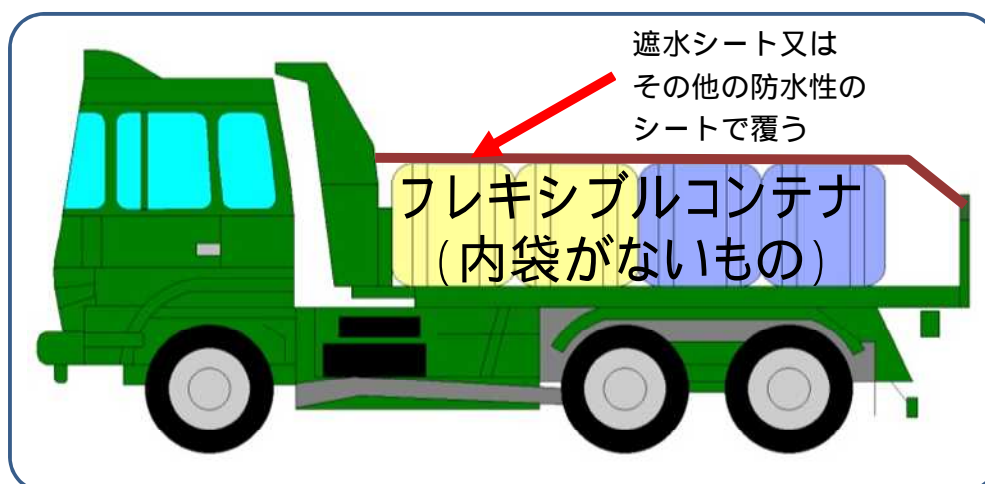 遮水シート又は
その他の防水性の
シートで覆う
フレキシブルコンテナ
(内袋がないもの)